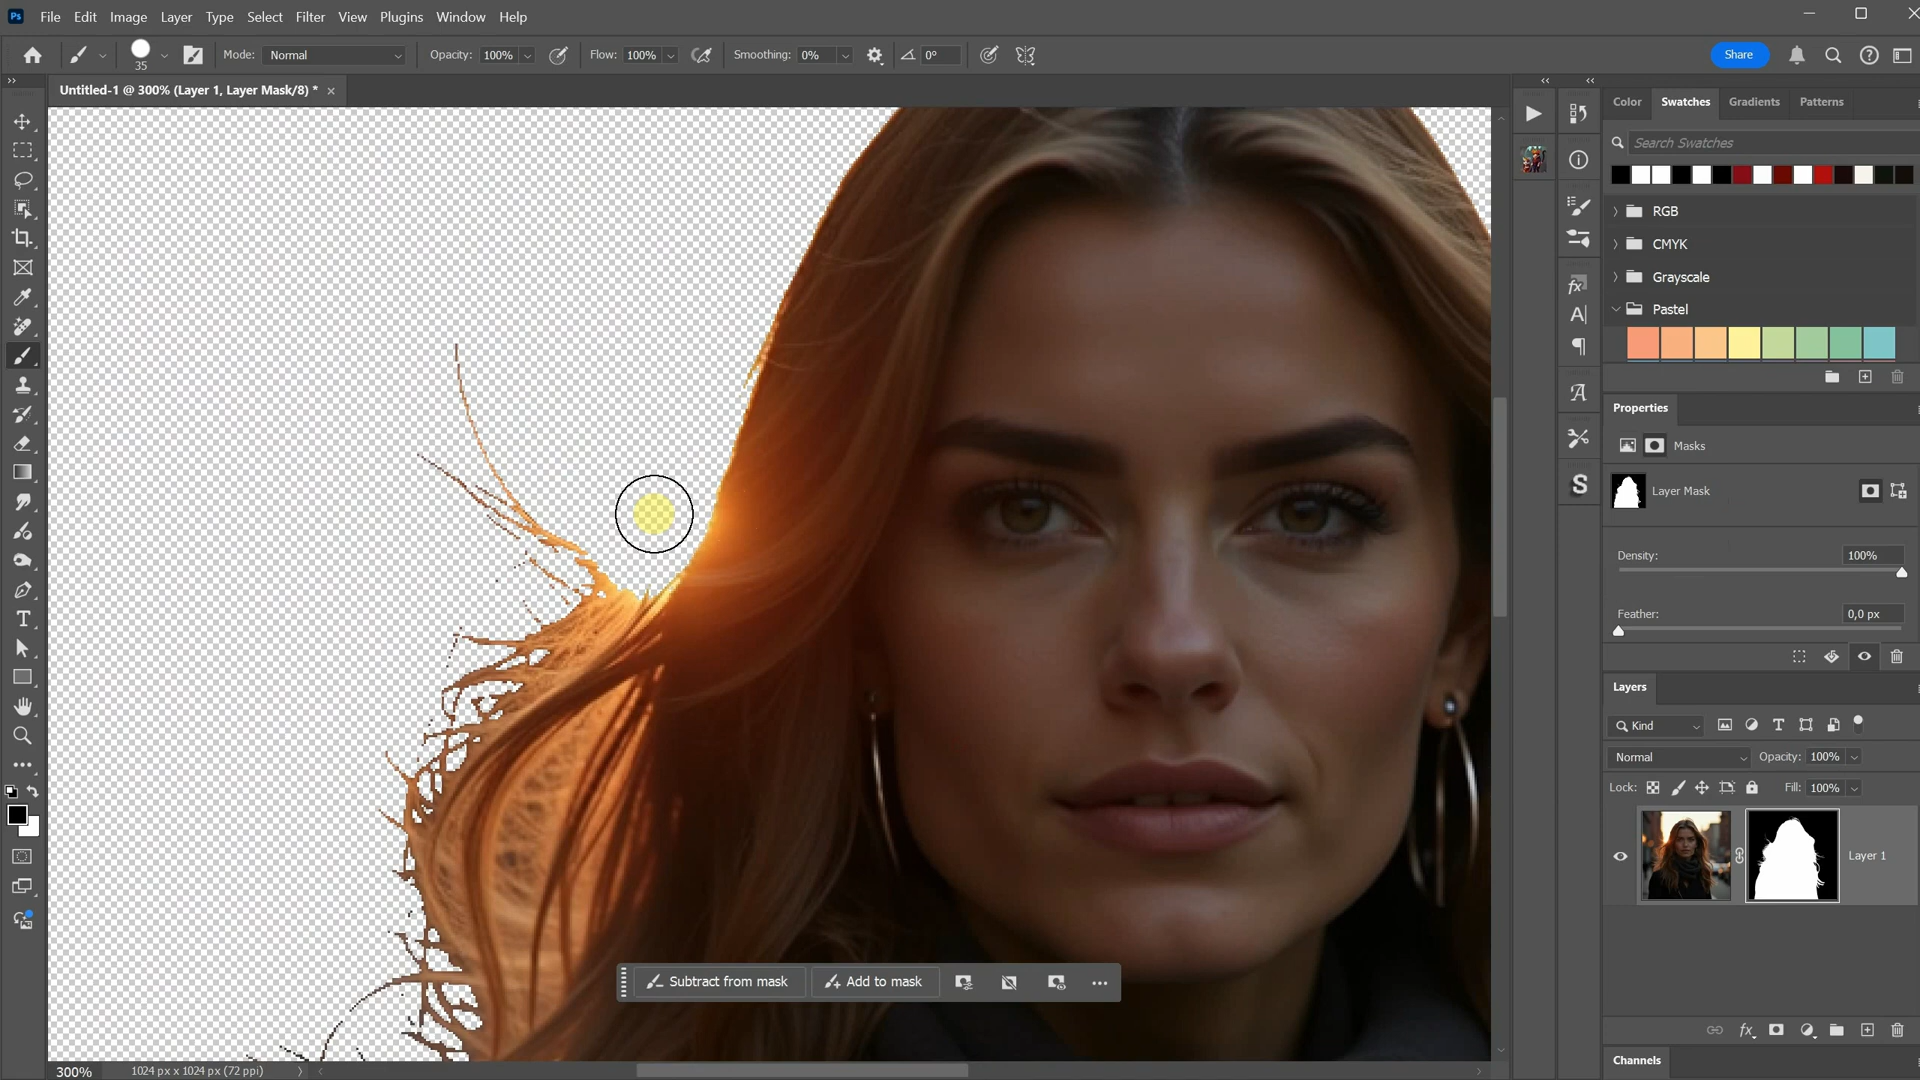 Ps File Edit Image Layer Type Select Filter View Plugins Window Help
35 Mode: Normal Opacity: 100% Flow: 100% Smoothing: 0% 0° Share
Untitled-1 @ 300% (Layer 1, Layer Mask/8) *
Color Swatches Gradients Patterns
Search Swatches
RGB
CMYK
Grayscale
Pastel
Properties
Masks
Layer Mask
Density: 100%
Feather: 0,0 px
Layers
Kind
Normal Opacity: 100%
Lock: Fill: 100%
Layer 1
Subtract from mask Add to mask
Channels
300% 1024 px x 1024 px (72 ppi)